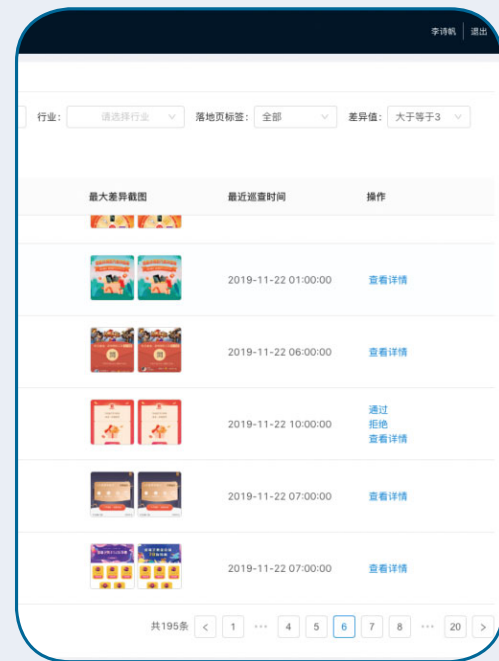 李诗帆 退出
行业: 请选择行业 落地页标签: 全部 差异值: 大于等于3
最大差异截图 最近巡查时间 操作
2019-11-22 01:00:00 查看详情
2019-11-22 06:00:00 查看详情
通过
2019-11-22 10:00:00 拒绝
查看详情
2019-11-22 07:00:00 查看详情
2019-11-22 07:00:00 查看详情
共195条 < 1 ··· 4 5 6 7 8 ··· 20 >